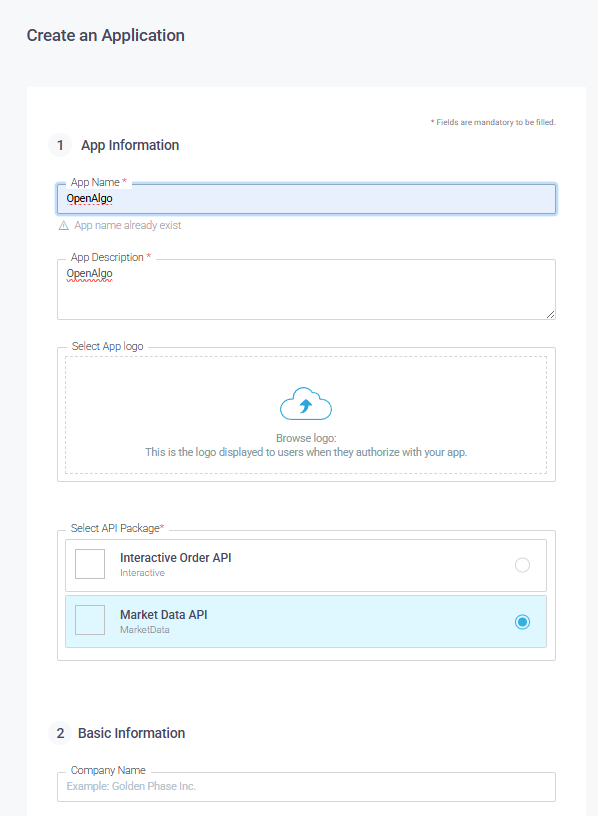 Create an Application
* Fields are mandatory to be filled.
1 App Information
App Name *
OpenAlgo
App name already exist
App Description *
OpenAlgo
Select App logo
Browse logo:
This is the logo displayed to users when they authorize with your app.
Select API Package*
Interactive Order API
Interactive
Market Data API
MarketData
2 Basic Information
Company Name
Example: Golden Phase Inc.